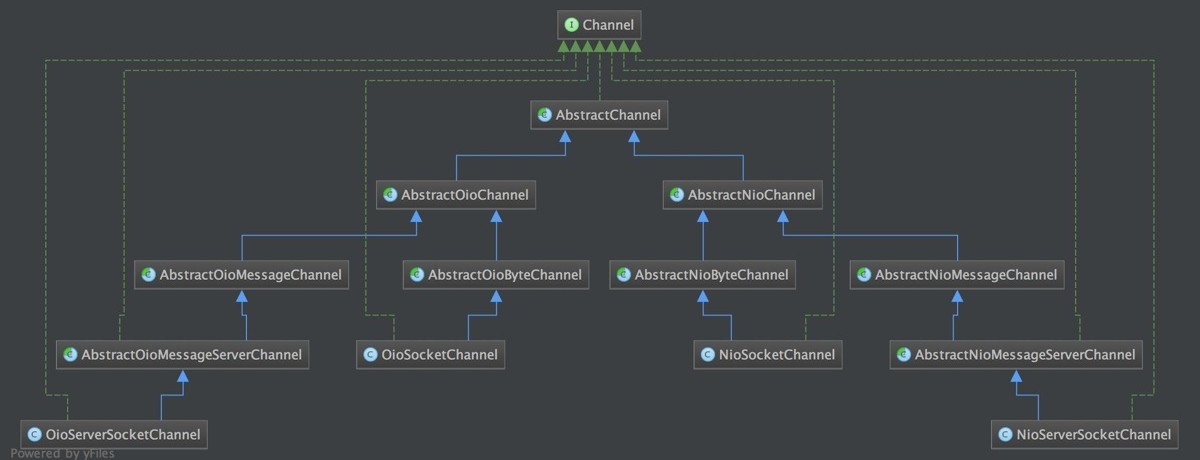 I Channel
C AbstractChannel
C AbstractOioChannel
C AbstractNioChannel
C AbstractOioMessageChannel
C AbstractOioByteChannel
C AbstractNioByteChannel
C AbstractNioMessageChannel
C AbstractOioMessageServerChannel
C OioSocketChannel
C NioSocketChannel
C AbstractNioMessageServerChannel
C OioServerSocketChannel
C NioServerSocketChannel
Powered by yFiles